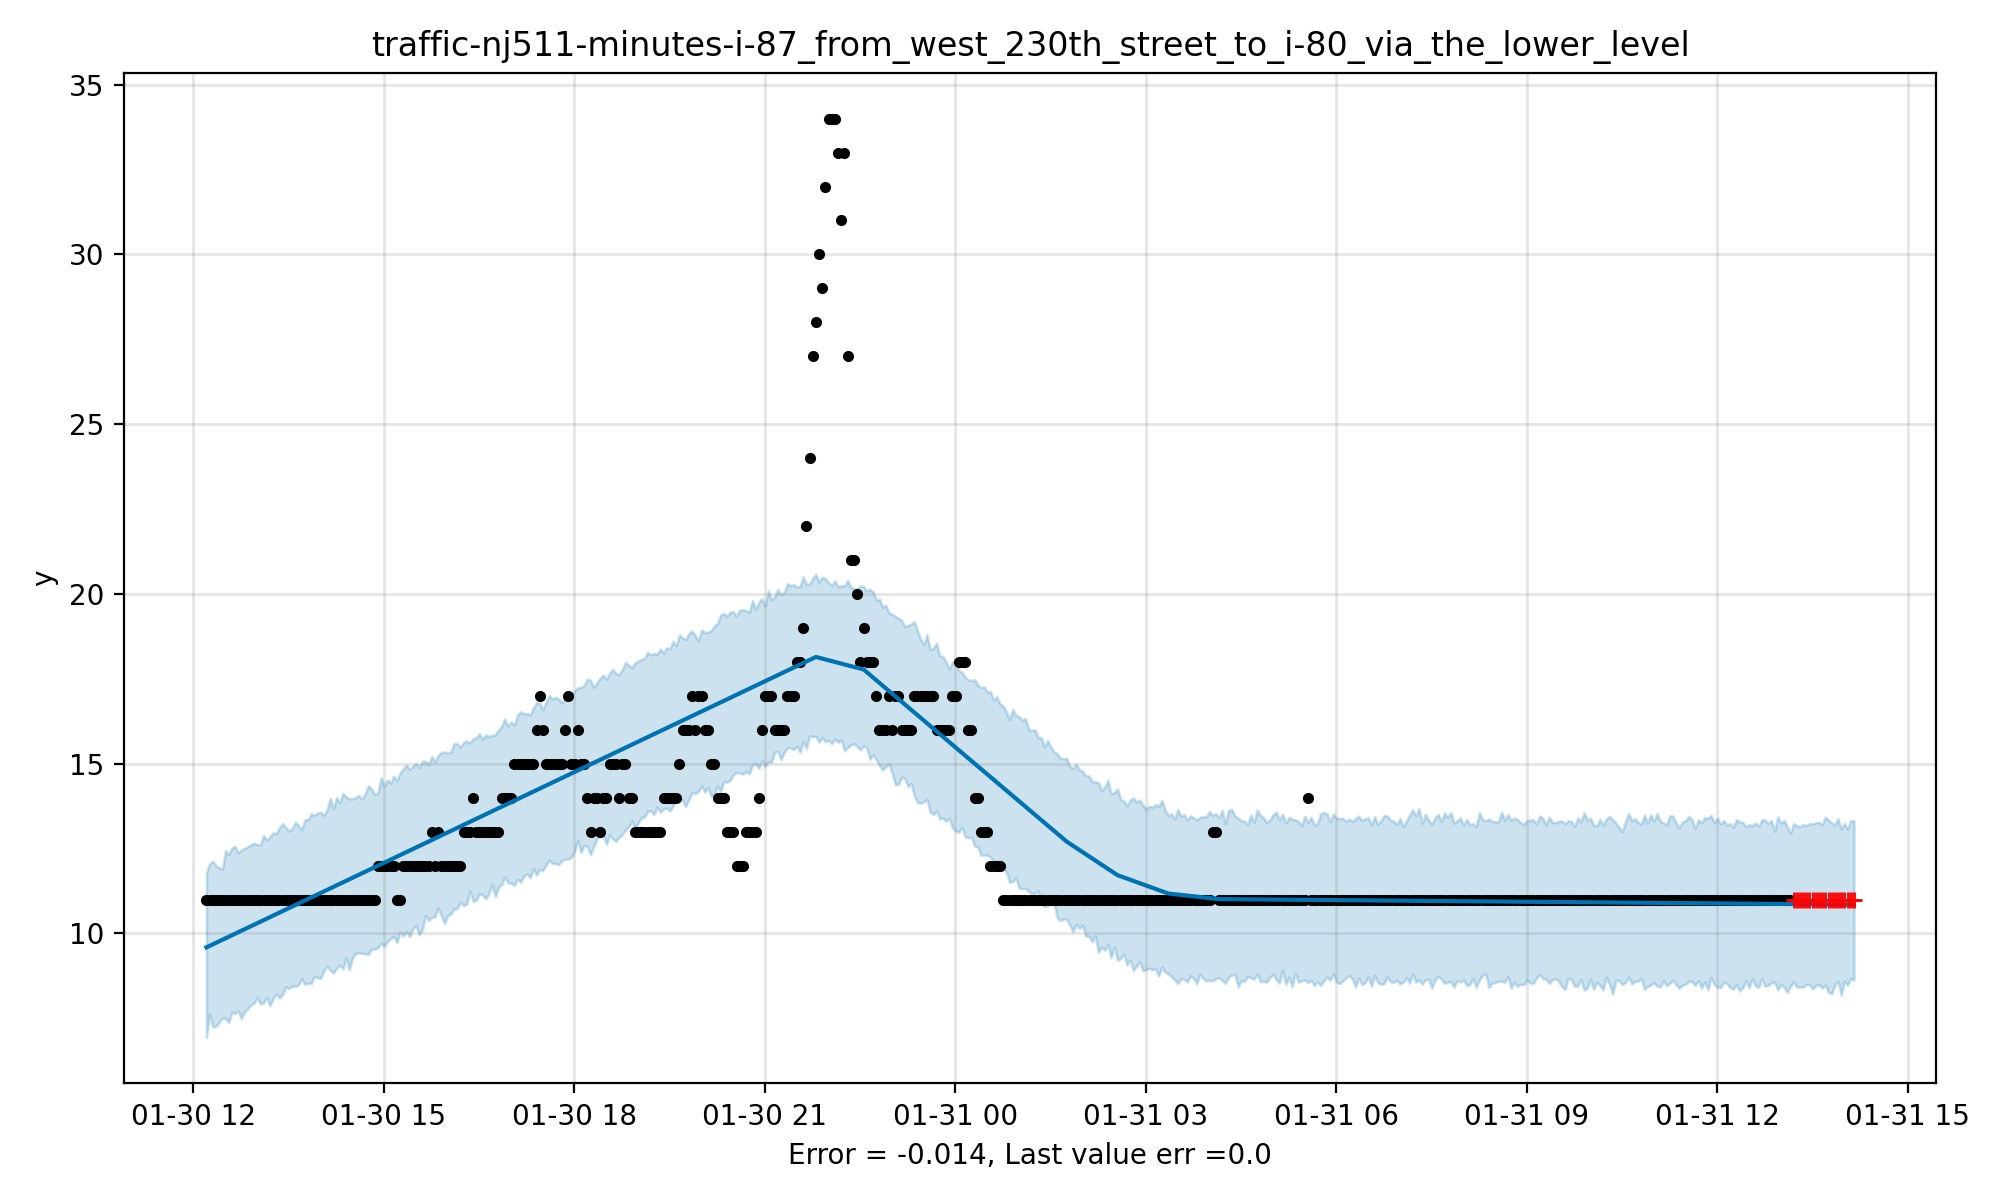 traffic-nj511-minutes-i-87_from_west_230th_street_to_i-80_via_the_lower_level
35
30
25
20
15
10
y
01-30 12 01-30 15 01-30 18 01-30 21 01-31 00 01-31 03 01-31 06 01-31 09 01-31 12 01-31 15
Error = -0.014, Last value err =0.0